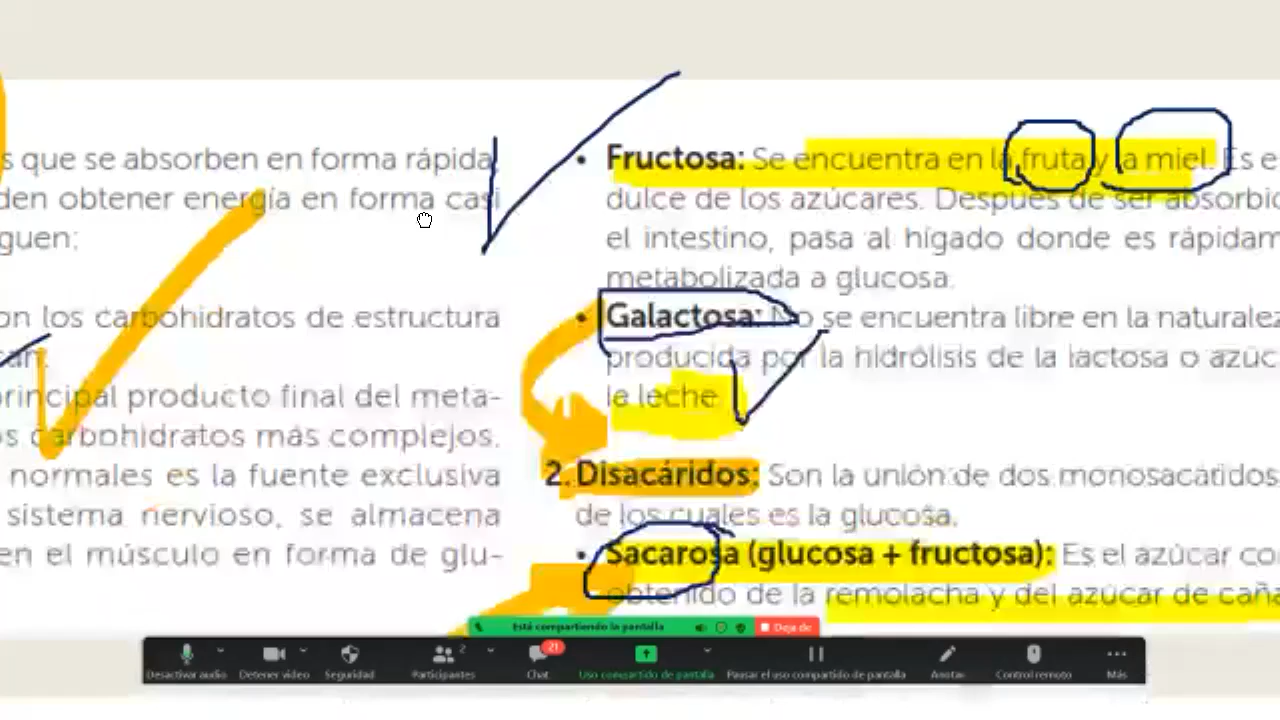 s que se absorben en forma rápida
den obtener energía en forma casi
guen:
on los carbohidratos de estructura
can:
principal producto final del meta-
os carbohidratos más complejos.
normales es la fuente exclusiva
sistema nervioso, se almacena
en el músculo en forma de glu-
• Fructosa: Se encuentra en la fruta y la miel. Es e
dulce de los azúcares. Después de ser absorbid
el intestino, pasa al hígado donde es rápidam
metabolizada a glucosa.
• Galactosa: No se encuentra libre en la naturalez
producida por la hidrólisis de la lactosa o azúc
la leche.
2. Disacáridos: Son la unión de dos monosacáridos,
de los cuales es la glucosa.
• Sacarosa (glucosa + fructosa): Es el azúcar co
obtenido de la remolacha y del azúcar de caña
Está compartiendo la pantalla Deja de
2 21
Desactivar audio Detener video Seguridad Participantes Chat Uso compartido de pantalla Pausar el uso compartido de pantalla Anotar Control remoto Más